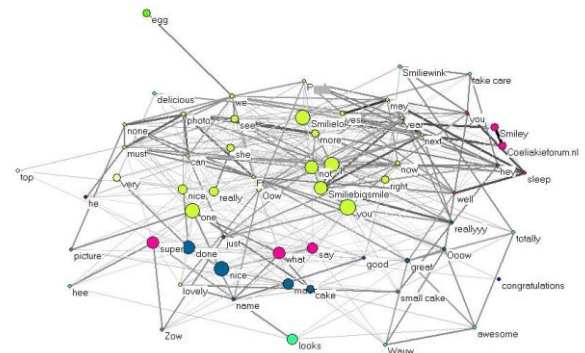 egg
we
Smiliewink
take care
delicious
photo
see
Smilielol
yes
may
yea
you
Smiley
none
more
next
Coeliakieforum.nl
must
can
she
not
I
now
hey
sleep
top
very
nice
really
Oow
Smiliebigsmile
right
he
one
you
well
just
reallyyy
super
done
what
say
totally
picture
nice
good
great
Ooow
hee
lovely
cake
congratulations
name
small cake
Zow
looks
Wauw
awesome